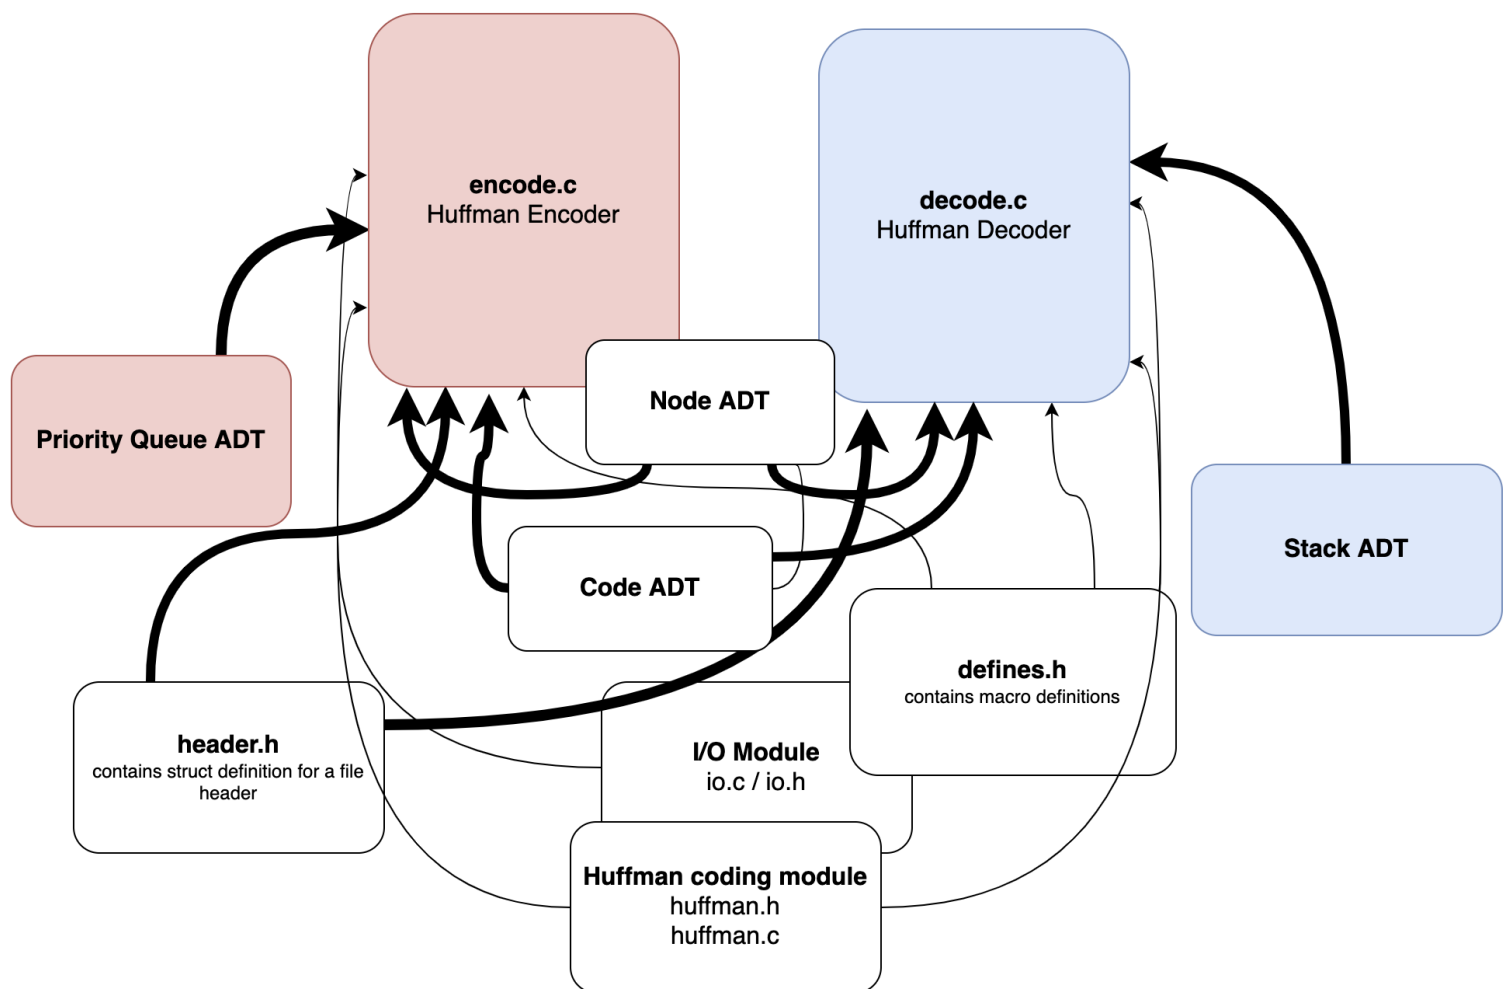 encode.c
Huffman Encoder
decode.c
Huffman Decoder
Node ADT
Priority Queue ADT
Stack ADT
Code ADT
defines.h
contains macro definitions
header.h
contains struct definition for a file
header
I/O Module
io.c / io.h
Huffman coding module
huffman.h
huffman.c